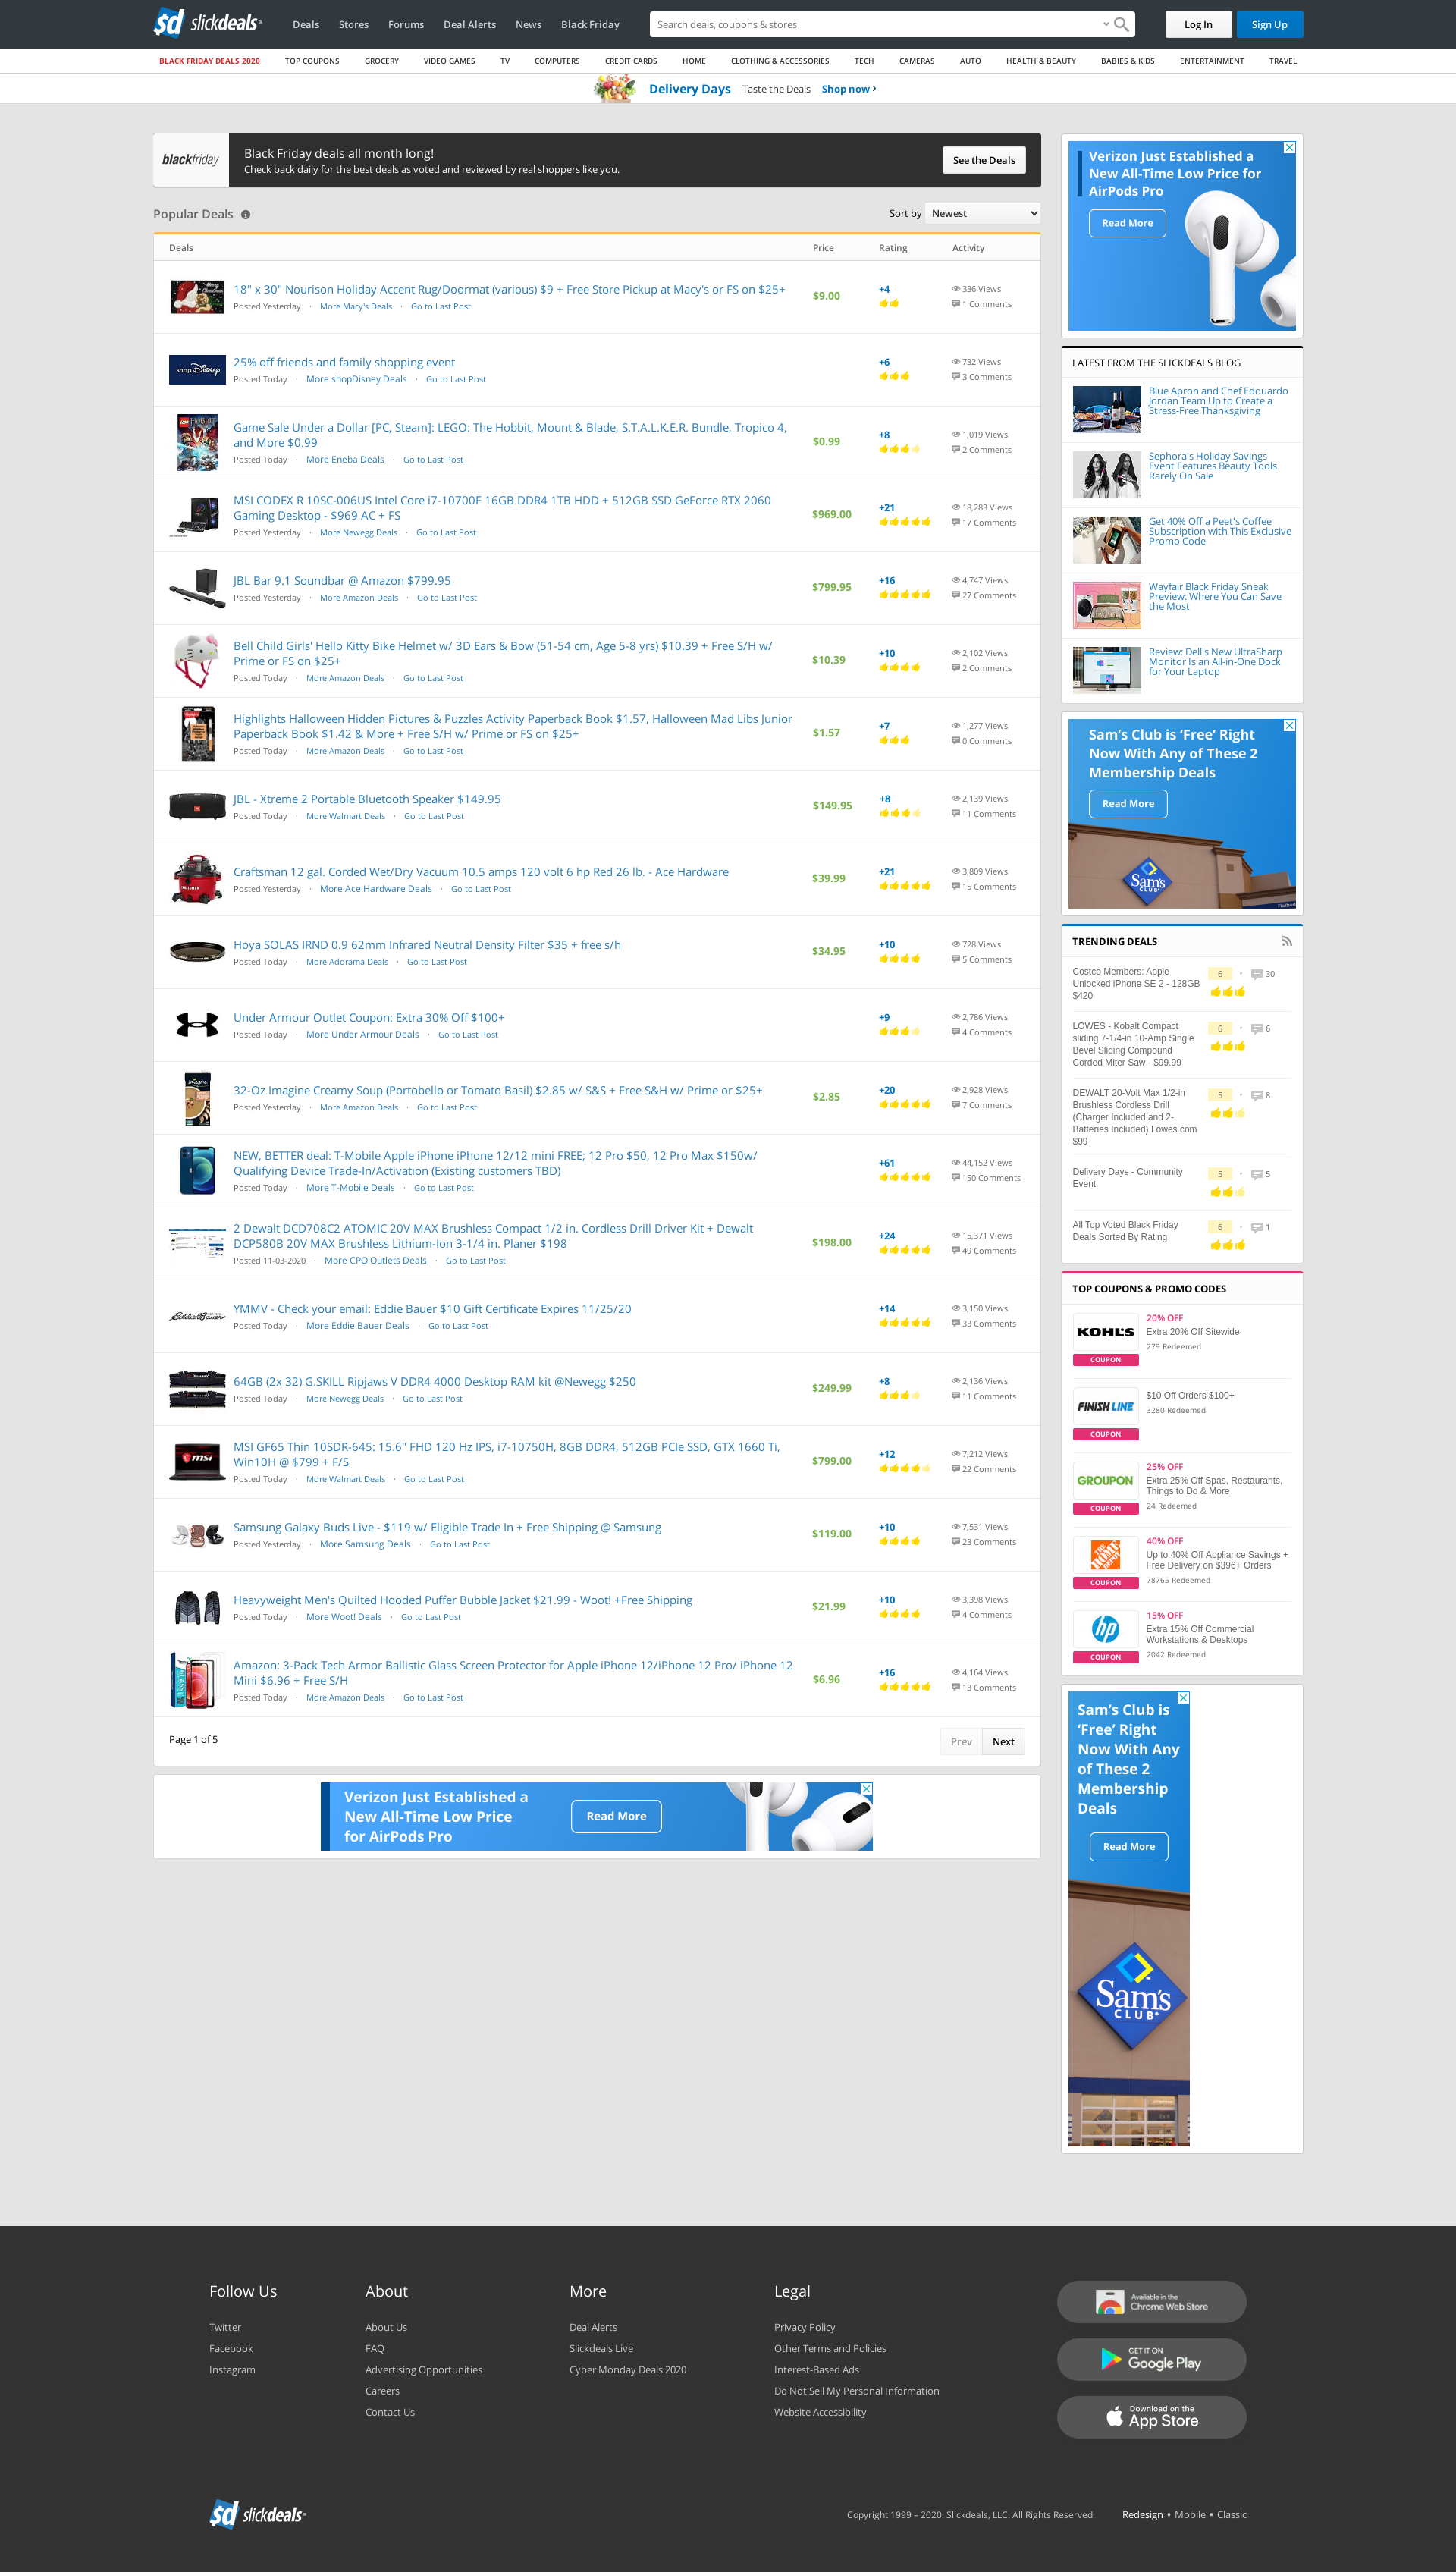 sd slickdeals
Deals Stores Forums Deal Alerts News Black Friday
Search deals, coupons & stores
Log In Sign Up
BLACK FRIDAY DEALS 2020 TOP COUPONS GROCERY VIDEO GAMES TV COMPUTERS CREDIT CARDS HOME CLOTHING & ACCESSORIES TECH CAMERAS AUTO HEALTH & BEAUTY BABIES & KIDS ENTERTAINMENT TRAVEL
Delivery Days Taste the Deals Shop now
blackfriday
Black Friday deals all month long!
Check back daily for the best deals as voted and reviewed by real shoppers like you.
See the Deals
Popular Deals
Sort by Newest
Deals Price Rating Activity
18" x 30" Nourison Holiday Accent Rug/Doormat (various) $9 + Free Store Pickup at Macy's or FS on $25+
Posted Yesterday · More Macy's Deals · Go to Last Post
$9.00
+4
336 Views
1 Comments
shop Disney
25% off friends and family shopping event
Posted Today · More shopDisney Deals · Go to Last Post
+6
732 Views
3 Comments
Game Sale Under a Dollar [PC, Steam]: LEGO: The Hobbit, Mount & Blade, S.T.A.L.K.E.R. Bundle, Tropico 4,
and More $0.99
Posted Today · More Eneba Deals · Go to Last Post
$0.99
+8
1,019 Views
2 Comments
MSI CODEX R 10SC-006US Intel Core i7-10700F 16GB DDR4 1TB HDD + 512GB SSD GeForce RTX 2060
Gaming Desktop - $969 AC + FS
Posted Yesterday · More Newegg Deals · Go to Last Post
$969.00
+21
18,283 Views
17 Comments
JBL Bar 9.1 Soundbar @ Amazon $799.95
Posted Yesterday · More Amazon Deals · Go to Last Post
$799.95
+16
4,747 Views
27 Comments
Bell Child Girls' Hello Kitty Bike Helmet w/ 3D Ears & Bow (51-54 cm, Age 5-8 yrs) $10.39 + Free S/H w/
Prime or FS on $25+
Posted Today · More Amazon Deals · Go to Last Post
$10.39
+10
2,102 Views
2 Comments
Highlights Halloween Hidden Pictures & Puzzles Activity Paperback Book $1.57, Halloween Mad Libs Junior
Paperback Book $1.42 & More + Free S/H w/ Prime or FS on $25+
Posted Today · More Amazon Deals · Go to Last Post
$1.57
+7
1,277 Views
0 Comments
JBL - Xtreme 2 Portable Bluetooth Speaker $149.95
Posted Today · More Walmart Deals · Go to Last Post
$149.95
+8
2,139 Views
11 Comments
Craftsman 12 gal. Corded Wet/Dry Vacuum 10.5 amps 120 volt 6 hp Red 26 lb. - Ace Hardware
Posted Yesterday · More Ace Hardware Deals · Go to Last Post
$39.99
+21
3,809 Views
15 Comments
Hoya SOLAS IRND 0.9 62mm Infrared Neutral Density Filter $35 + free s/h
Posted Today · More Adorama Deals · Go to Last Post
$34.95
+10
728 Views
5 Comments
Under Armour Outlet Coupon: Extra 30% Off $100+
Posted Today · More Under Armour Deals · Go to Last Post
+9
2,786 Views
4 Comments
32-Oz Imagine Creamy Soup (Portobello or Tomato Basil) $2.85 w/ S&S + Free S&H w/ Prime or $25+
Posted Yesterday · More Amazon Deals · Go to Last Post
$2.85
+20
2,928 Views
7 Comments
NEW, BETTER deal: T-Mobile Apple iPhone iPhone 12/12 mini FREE; 12 Pro $50, 12 Pro Max $150w/
Qualifying Device Trade-In/Activation (Existing customers TBD)
Posted Today · More T-Mobile Deals · Go to Last Post
+61
44,152 Views
150 Comments
2 Dewalt DCD708C2 ATOMIC 20V MAX Brushless Compact 1/2 in. Cordless Drill Driver Kit + Dewalt
DCP580B 20V MAX Brushless Lithium-Ion 3-1/4 in. Planer $198
Posted 11-03-2020 · More CPO Outlets Deals · Go to Last Post
$198.00
+24
15,371 Views
49 Comments
Eddie Bauer
YMMV - Check your email: Eddie Bauer $10 Gift Certificate Expires 11/25/20
Posted Today · More Eddie Bauer Deals · Go to Last Post
+14
3,150 Views
33 Comments
64GB (2x 32) G.SKILL Ripjaws V DDR4 4000 Desktop RAM kit @Newegg $250
Posted Today · More Newegg Deals · Go to Last Post
$249.99
+8
2,136 Views
11 Comments
msi
MSI GF65 Thin 10SDR-645: 15.6'' FHD 120 Hz IPS, i7-10750H, 8GB DDR4, 512GB PCIe SSD, GTX 1660 Ti,
Win10H @ $799 + F/S
Posted Today · More Walmart Deals · Go to Last Post
$799.00
+12
7,212 Views
22 Comments
Samsung Galaxy Buds Live - $119 w/ Eligible Trade In + Free Shipping @ Samsung
Posted Yesterday · More Samsung Deals · Go to Last Post
$119.00
+10
7,531 Views
23 Comments
Heavyweight Men's Quilted Hooded Puffer Bubble Jacket $21.99 - Woot! +Free Shipping
Posted Today · More Woot! Deals · Go to Last Post
$21.99
+10
3,398 Views
4 Comments
Amazon: 3-Pack Tech Armor Ballistic Glass Screen Protector for Apple iPhone 12/iPhone 12 Pro/ iPhone 12
Mini $6.96 + Free S/H
Posted Today · More Amazon Deals · Go to Last Post
$6.96
+16
4,164 Views
13 Comments
Page 1 of 5
Prev Next
Verizon Just Established a
New All-Time Low Price
for AirPods Pro
Read More
Verizon Just Established a
New All-Time Low Price for
AirPods Pro
Read More
LATEST FROM THE SLICKDEALS BLOG
Blue Apron and Chef Edouardo
Jordan Team Up to Create a
Stress-Free Thanksgiving
Sephora's Holiday Savings
Event Features Beauty Tools
Rarely On Sale
Get 40% Off a Peet's Coffee
Subscription with This Exclusive
Promo Code
Wayfair Black Friday Sneak
Preview: Where You Can Save
the Most
Review: Dell's New UltraSharp
Monitor Is an All-in-One Dock
for Your Laptop
Sam's Club is ‘Free’ Right
Now With Any of These 2
Membership Deals
Read More
Sam's
CLUB
TRENDING DEALS
Costco Members: Apple
Unlocked iPhone SE 2 - 128GB
$420
6 · 30
LOWES - Kobalt Compact
sliding 7-1/4-in 10-Amp Single
Bevel Sliding Compound
Corded Miter Saw - $99.99
6 · 6
DEWALT 20-Volt Max 1/2-in
Brushless Cordless Drill
(Charger Included and 2-
Batteries Included) Lowes.com
$99
5 · 8
Delivery Days - Community
Event
5 · 5
All Top Voted Black Friday
Deals Sorted By Rating
6 · 1
TOP COUPONS & PROMO CODES
KOHL'S
COUPON
20% OFF
Extra 20% Off Sitewide
279 Redeemed
FINISH LINE
COUPON
$10 Off Orders $100+
3280 Redeemed
GROUPON
COUPON
25% OFF
Extra 25% Off Spas, Restaurants,
Things to Do & More
24 Redeemed
THE HOME DEPOT
COUPON
40% OFF
Up to 40% Off Appliance Savings +
Free Delivery on $396+ Orders
78765 Redeemed
hp
COUPON
15% OFF
Extra 15% Off Commercial
Workstations & Desktops
2042 Redeemed
Sam's Club is
‘Free’ Right
Now With Any
of These 2
Membership
Deals
Read More
Sam's
CLUB
Follow Us
Twitter
Facebook
Instagram
About
About Us
FAQ
Advertising Opportunities
Careers
Contact Us
More
Deal Alerts
Slickdeals Live
Cyber Monday Deals 2020
Legal
Privacy Policy
Other Terms and Policies
Interest-Based Ads
Do Not Sell My Personal Information
Website Accessibility
Available in the
Chrome Web Store
GET IT ON
Google Play
Download on the
App Store
sd slickdeals
Copyright 1999 – 2020. Slickdeals, LLC. All Rights Reserved.
Redesign • Mobile • Classic